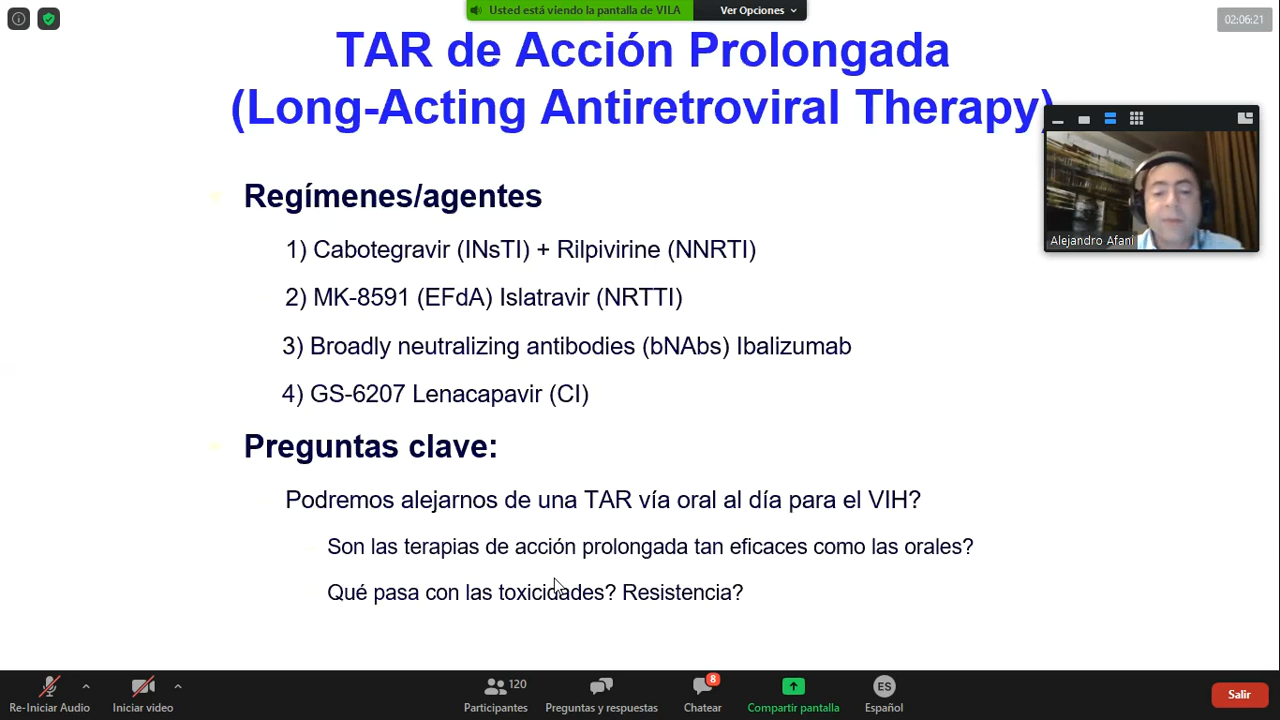 Usted está viendo la pantalla de VILA
Ver Opciones
02:06:21
TAR de Acción Prolongada
(Long-Acting Antiretroviral Therapy)
Regímenes/agentes
1) Cabotegravir (INsTI) + Rilpivirine (NNRTI)
2) MK-8591 (EFdA) Islatravir (NRTTI)
3) Broadly neutralizing antibodies (bNAbs) Ibalizumab
4) GS-6207 Lenacapavir (CI)
Preguntas clave:
Podremos alejarnos de una TAR vía oral al día para el VIH?
Son las terapias de acción prolongada tan eficaces como las orales?
Qué pasa con las toxicidades? Resistencia?
Alejandro Afani
Re-Iniciar Audio
Iniciar video
120
Participantes
Preguntas y respuestas
8
Chatear
Compartir pantalla
ES
Español
Salir